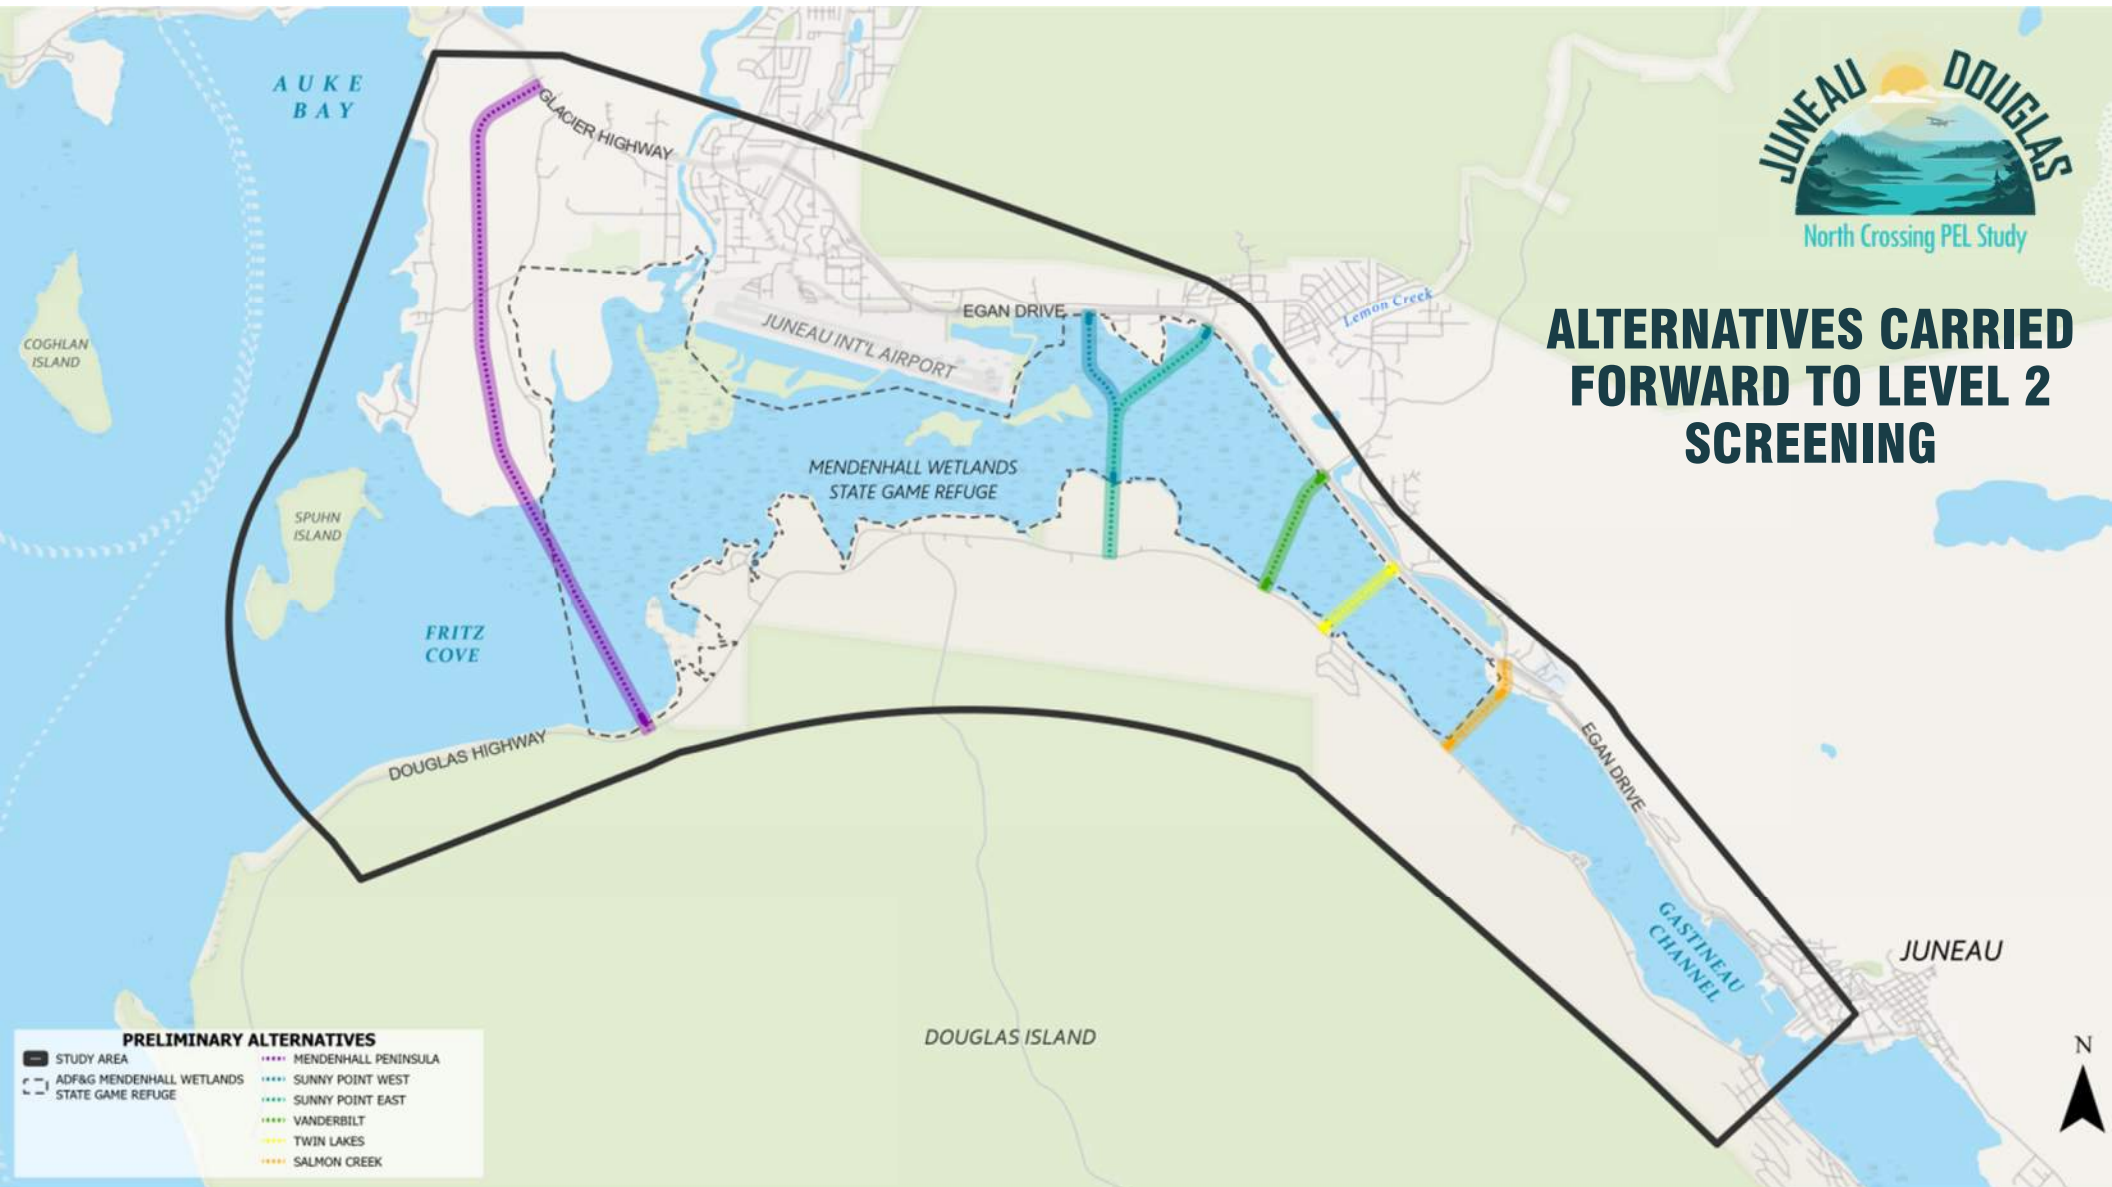 JUNEAU DOUGLAS
North Crossing PEL Study
ALTERNATIVES CARRIED
FORWARD TO LEVEL 2
SCREENING
AUKE
BAY
GLACIER HIGHWAY
COGHLAN
ISLAND
EGAN DRIVE
Lemon Creek
JUNEAU INT'L AIRPORT
MENDENHALL WETLANDS
STATE GAME REFUGE
SPUHN
ISLAND
FRITZ
COVE
DOUGLAS HIGHWAY
EGAN DRIVE
GASTINEAU
CHANNEL
JUNEAU
DOUGLAS ISLAND
N
PRELIMINARY ALTERNATIVES
STUDY AREA
ADF&G MENDENHALL WETLANDS
STATE GAME REFUGE
MENDENHALL PENINSULA
SUNNY POINT WEST
SUNNY POINT EAST
VANDERBILT
TWIN LAKES
SALMON CREEK